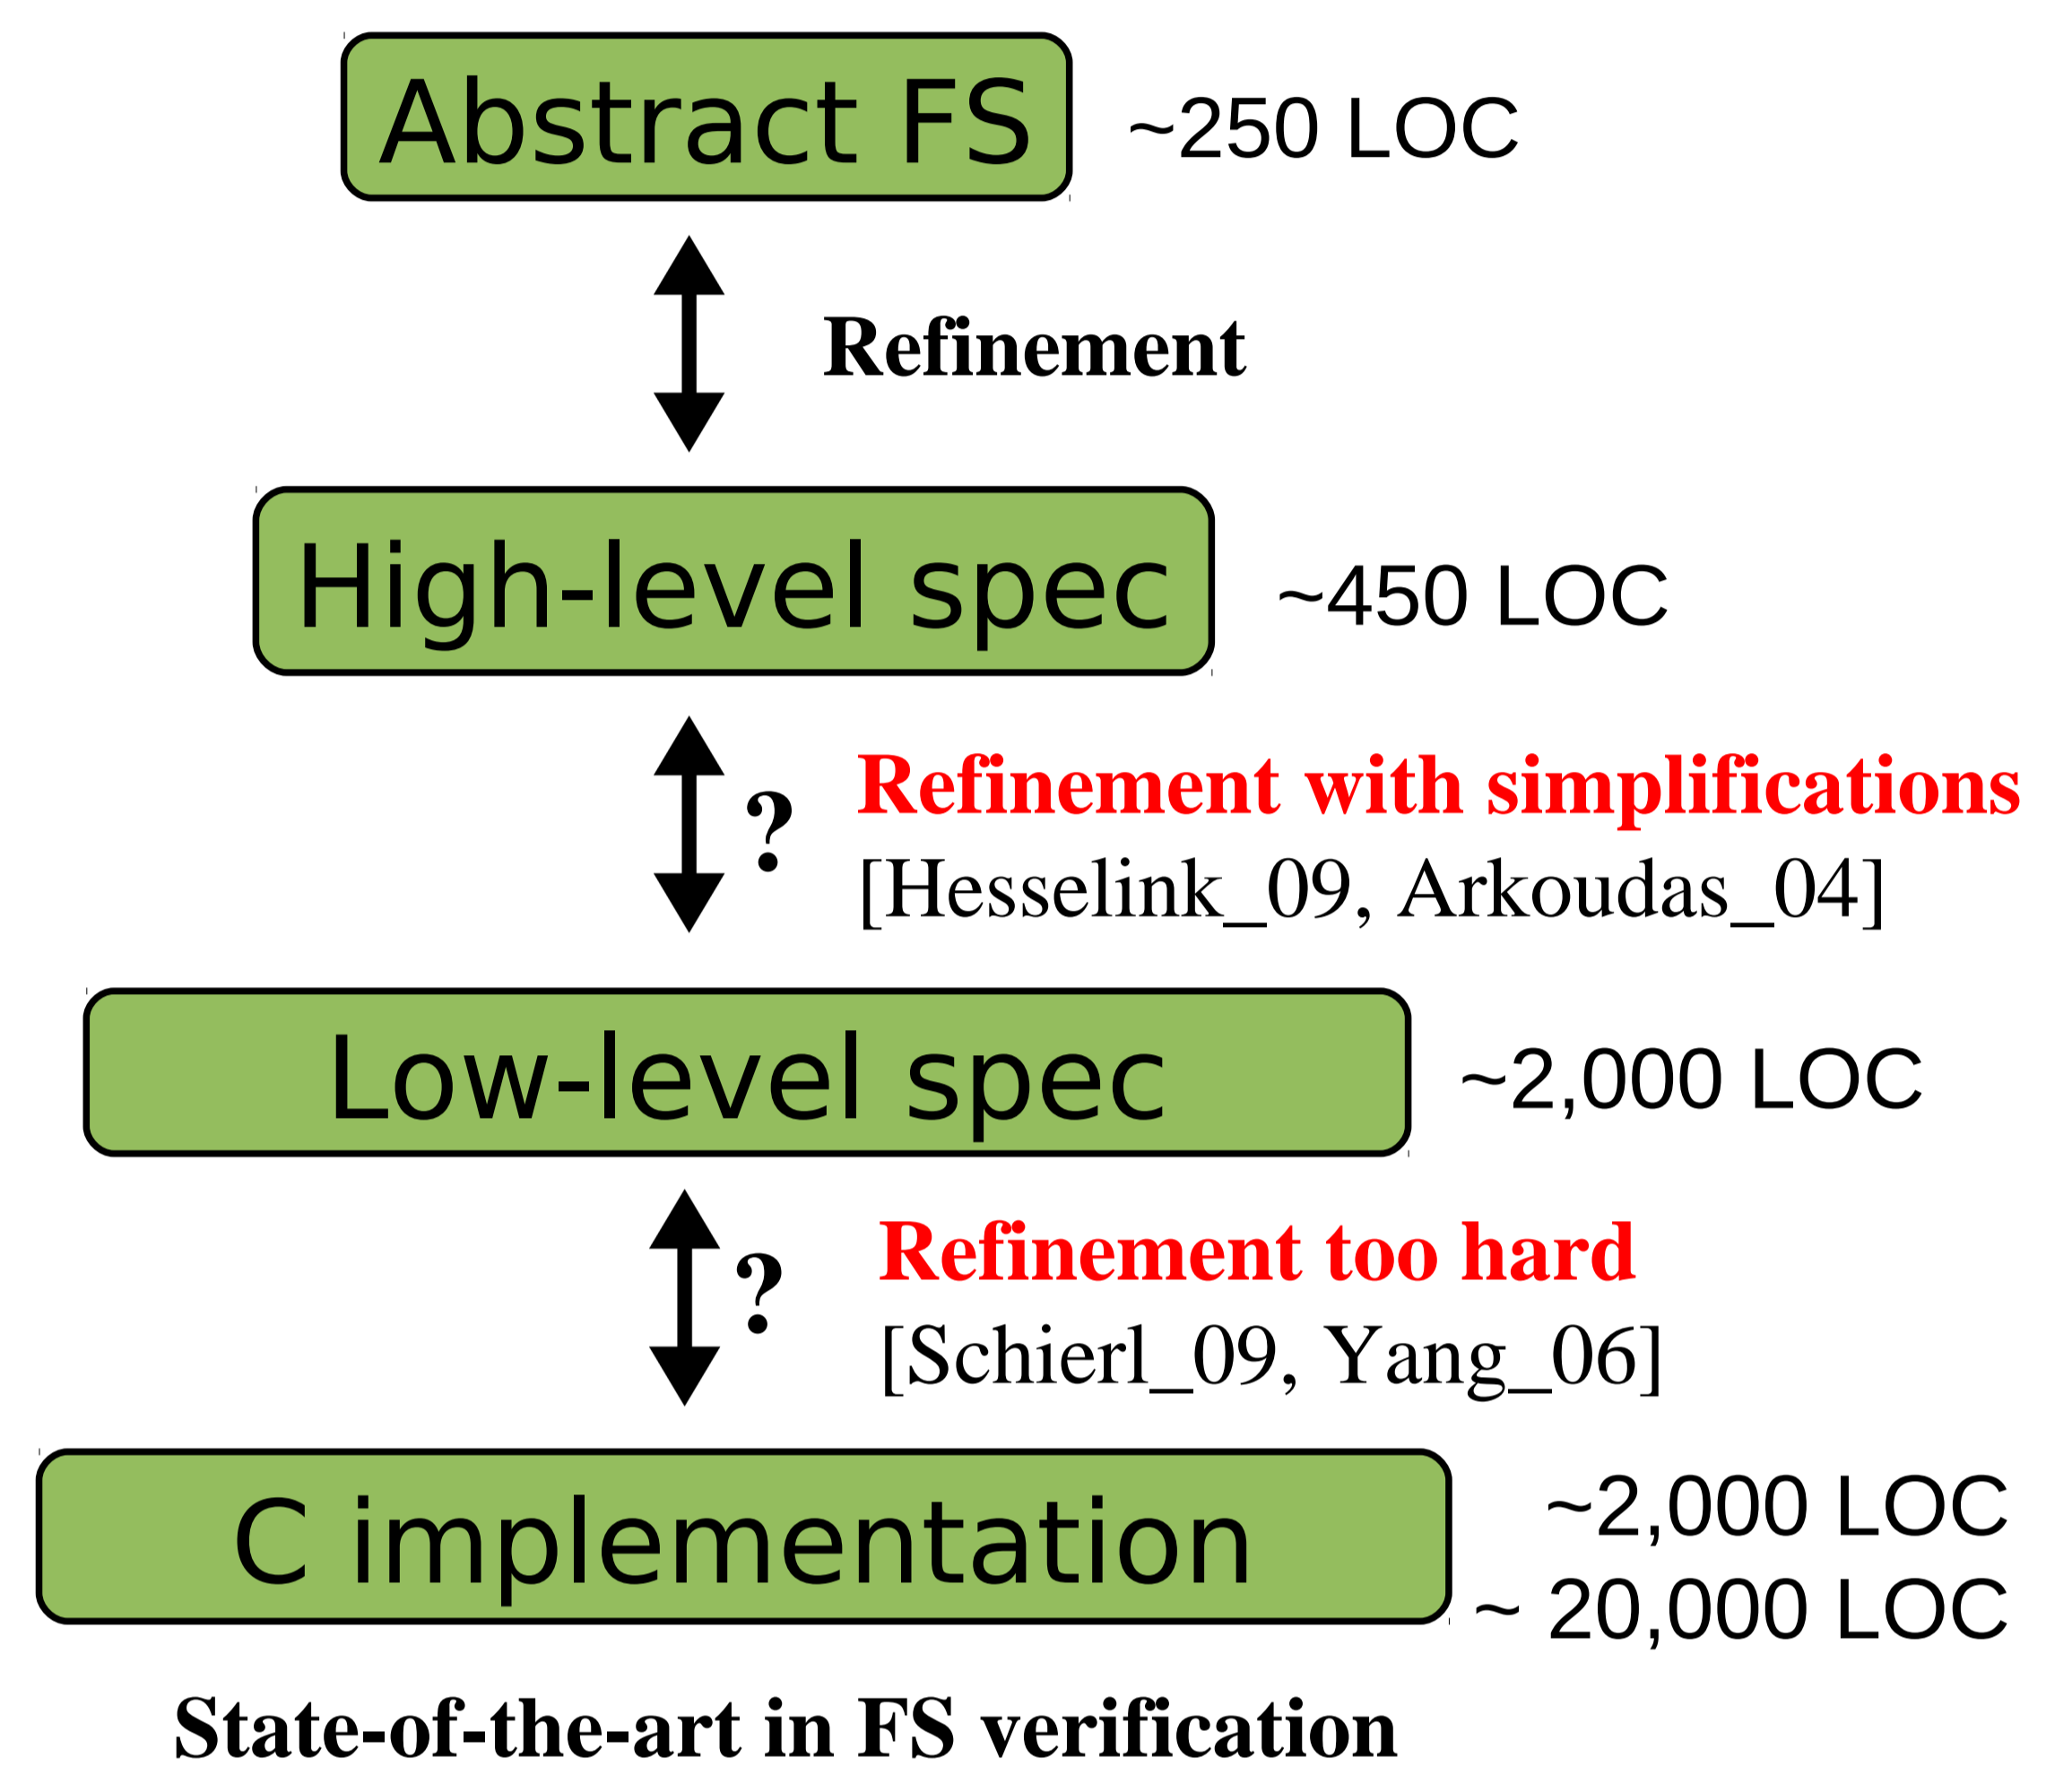 Abstract FS
~250 LOC
Refinement
High-level spec
~450 LOC
Refinement with simplifications
?
[Hesselink_09, Arkoudas_04]
Low-level spec
~2,000 LOC
Refinement too hard
?
[Schierl_09, Yang_06]
C implementation
~2,000 LOC
~ 20,000 LOC
State-of-the-art in FS verification